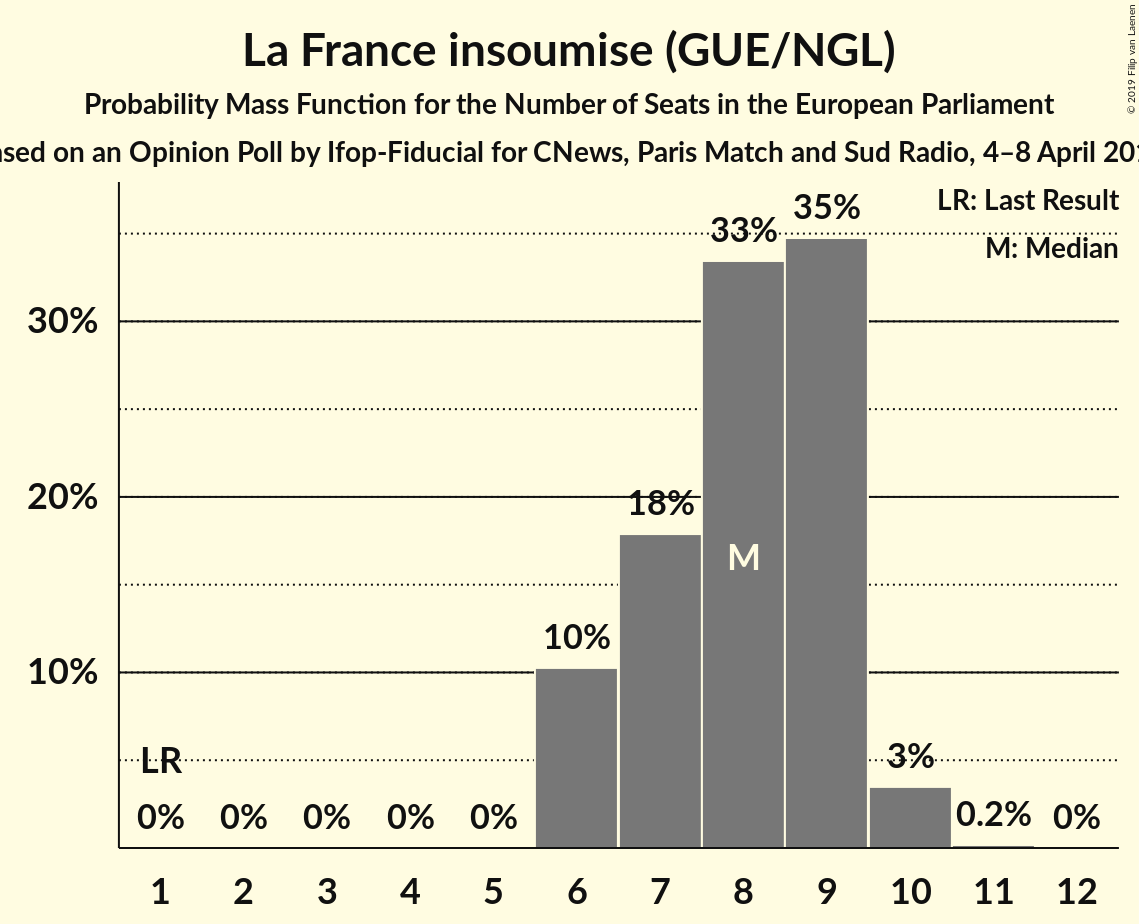 La France insoumise (GUE/NGL)
Probability Mass Function for the Number of Seats in the European Parliament
on an Opinion Poll by Ifop-Fiducial for CNews, Paris Match and Sud Radio, 4–8 April
© 2019 Filip van Laenen
LR: Last Result
M: Median
30%
20%
10%
LR
0%
0%
0%
0%
0%
10%
18%
33%
35%
3%
0.2%
0%
M
1 2 3 4 5 6 7 8 9 10 11 12